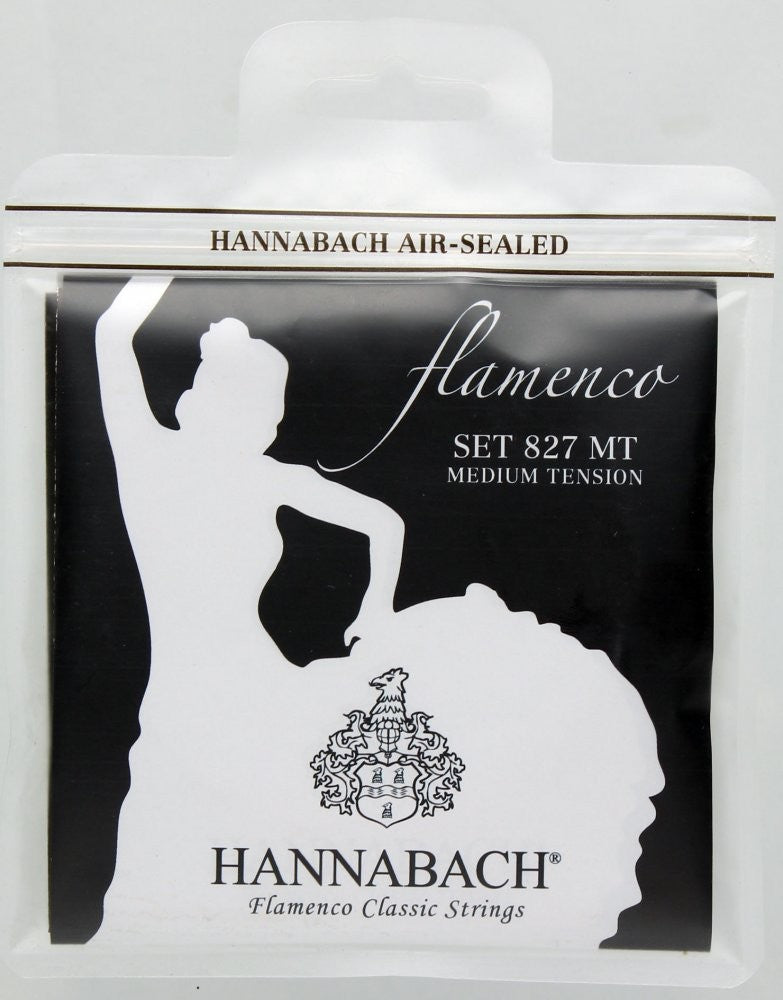 HANNABACH AIR-SEALED
flamenco
SET 827 MT
MEDIUM TENSION
HANNABACH®
Flamenco Classic Strings